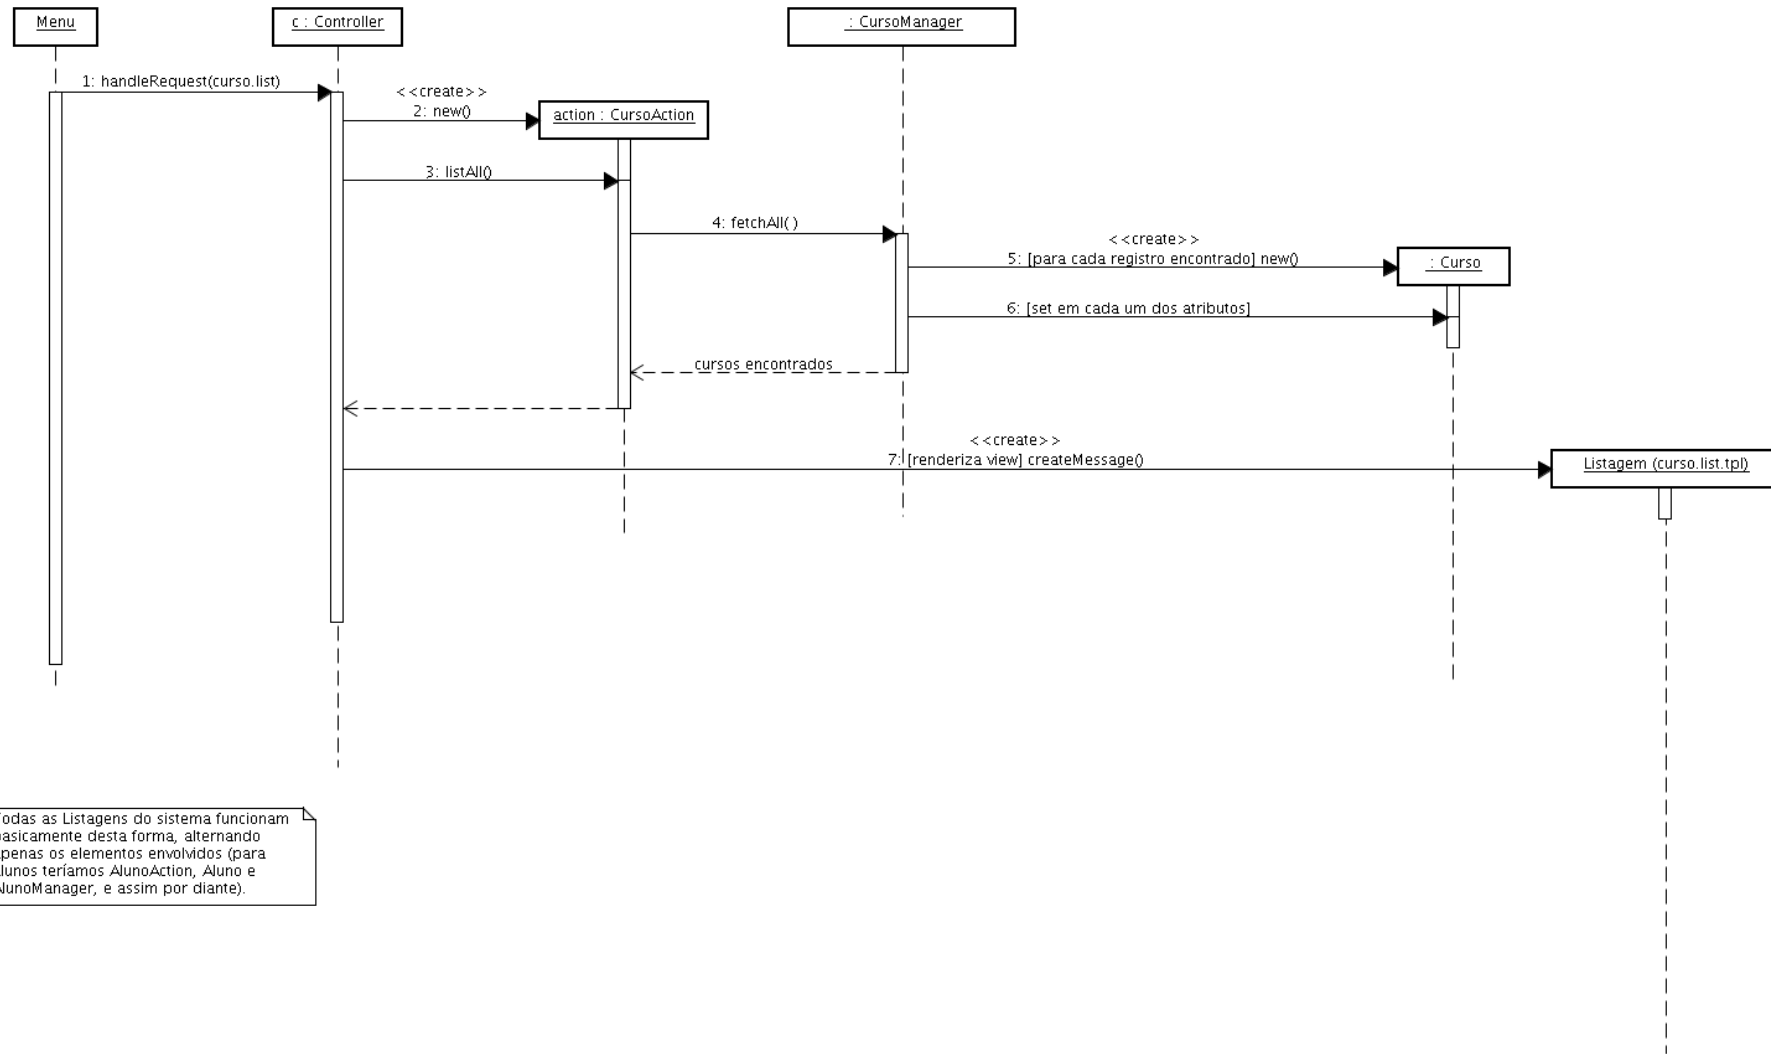 Menu
c : Controller
: CursoManager
1: handleRequest(curso.list)
<<create>>
2: new()
action : CursoAction
3: listAll()
4: fetchAll( )
<<create>>
5: [para cada registro encontrado] new()
: Curso
6: [set em cada um dos atributos]
cursos encontrados
<<create>>
7: [renderiza view] createMessage()
Listagem (curso.list.tpl)
odas as Listagens do sistema funcionam
asicamente desta forma, alternando
penas os elementos envolvidos (para
lunos teríamos AlunoAction, Aluno e
AlunoManager, e assim por diante).